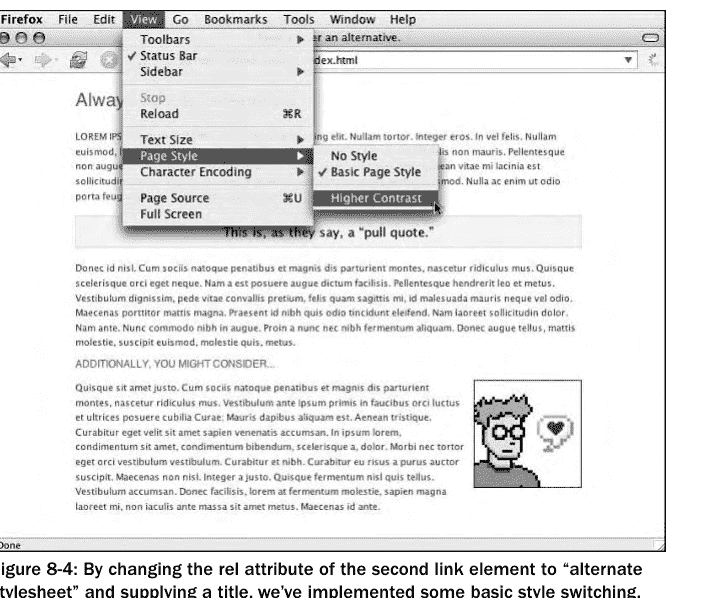 Firefox File Edit View Go Bookmarks Tools Window Help
er an alternative.
Toolbars
✓ Status Bar
dex.html
Sidebar
Alway
Stop
Reload ⌘R
LOREM IPS
ing elit. Nullam tortor. Integer eros. In vel felis. Nullam
Text Size
euismod,
lis non mauris. Pellentesque
Page Style
No Style
non augue
ean vitae mi lacinia est
Character Encoding
✓ Basic Page Style
sollicitudin
mod. Nulla ac enim ut odio
porta feug
Page Source ⌘U
Higher Contrast
Full Screen
This is, as they say, a “pull quote.”
Donec id nisl. Cum sociis natoque penatibus et magnis dis parturient montes, nascetur ridiculus mus. Quisque
scelerisque orci eget neque. Nam a est posuere augue dictum facilisis. Pellentesque hendrerit leo et metus.
Vestibulum dignissim, pede vitae convallis pretium, felis quam sagittis mi, id malesuada mauris neque vel odio.
Maecenas porttitor mattis magna. Praesent id nibh quis odio tincidunt eleifend. Nam laoreet sollicitudin dolor.
Nam ante. Nunc commodo nibh in augue. Proin a nunc nec nibh fermentum aliquam. Donec augue tellus, mattis
molestie, suscipit euismod, molestie quis, metus.
ADDITIONALLY, YOU MIGHT CONSIDER...
Quisque sit amet justo. Cum sociis natoque penatibus et magnis dis parturient
montes, nascetur ridiculus mus. Vestibulum ante ipsum primis in faucibus orci luctus
et ultrices posuere cubilia Curae; Mauris dapibus aliquam est. Aenean tristique.
Curabitur eget velit sit amet sapien venenatis accumsan. In ipsum lorem,
condimentum sit amet, condimentum bibendum, scelerisque a, dolor. Morbi nec tortor
eget orci vestibulum vestibulum. Curabitur et nibh. Curabitur eu risus a purus auctor
suscipit. Maecenas non nisl. Integer a justo. Quisque fermentum nisl quis tellus.
Vestibulum accumsan. Donec facilisis, lorem at fermentum molestie, sapien magna
laoreet mi, non iaculis ante massa sit amet metus. Maecenas id ante.
Done
igure 8-4: By changing the rel attribute of the second link element to “alternate
tylesheet” and supplying a title, we’ve implemented some basic style switching.